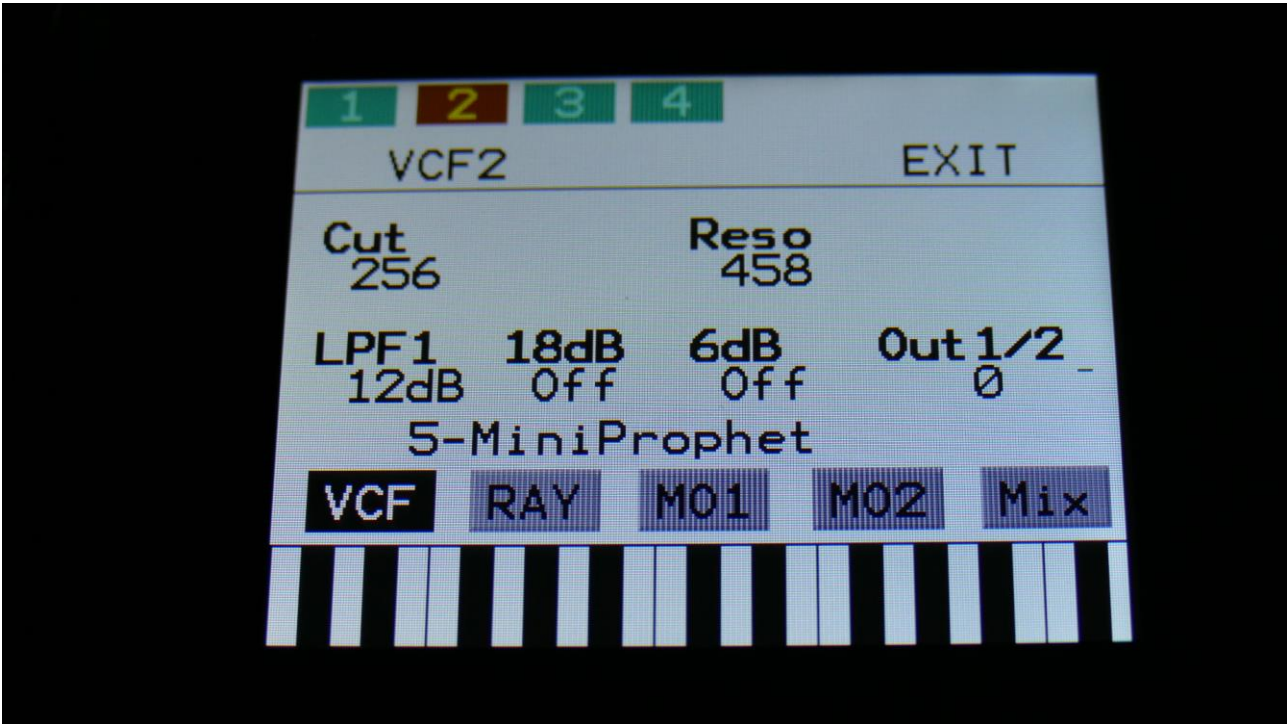 1 2 3 4
VCF2 EXIT
Cut Reso
256 458
LPF1 18dB 6dB Out1/2
12dB Off Off 0
5-MiniProphet
VCF RAY MO1 MO2 Mix